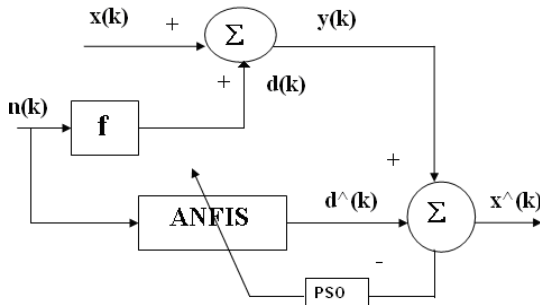 x(k) + Σ y(k)
+ d(k)
n(k) f
+
ANFIS d^(k) Σ x^(k)
-
PSO